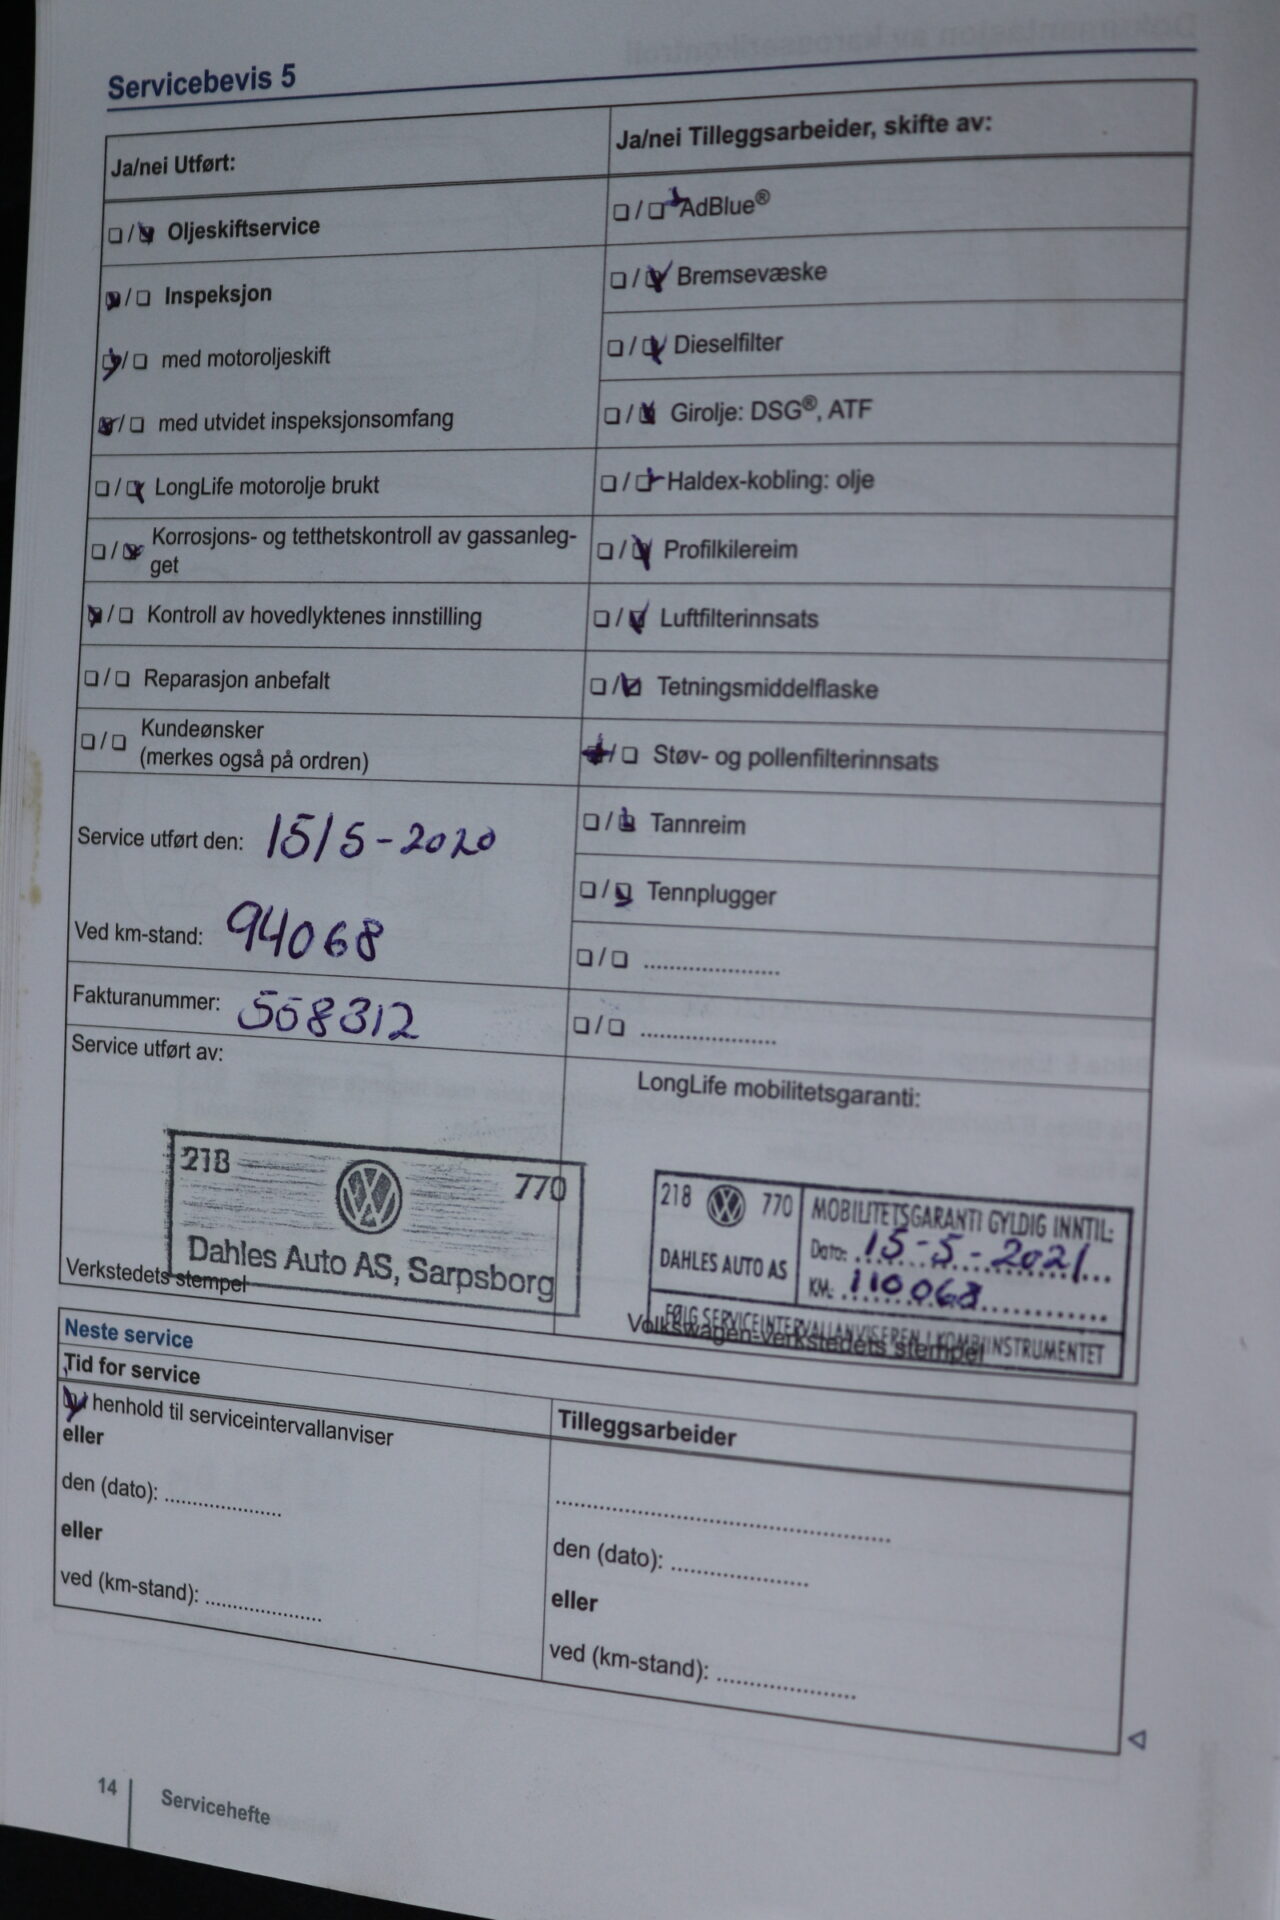 Servicebevis 5
Ja/nei Utført:
☐/☑ Oljeskiftservice
☑/☐ Inspeksjon
☑/☐ med motoroljeskift
☑/☐ med utvidet inspeksjonsomfang
☐/☑ LongLife motorolje brukt
☐/☑ Korrosjons- og tetthetskontroll av gassanleg-
get
☑/☐ Kontroll av hovedlyktenes innstilling
☐/☐ Reparasjon anbefalt
☐/☐ Kundeønsker
(merkes også på ordren)
Service utført den: 15/5-2020
Ved km-stand: 94068
Fakturanummer: 558312
Service utført av:
218 770
Dahles Auto AS, Sarpsborg
Verkstedets stempel
Ja/nei Tilleggsarbeider, skifte av:
☐/☑ AdBlue®
☐/☑ Bremsevæske
☐/☑ Dieselfilter
☐/☑ Girolje: DSG®, ATF
☐/☑ Haldex-kobling: olje
☐/☑ Profilkilereim
☐/☑ Luftfilterinnsats
☐/☑ Tetningsmiddelflaske
☑/☐ Støv- og pollenfilterinnsats
☐/☑ Tannreim
☐/☑ Tennplugger
☐/☐ ....................
☐/☐ ....................
LongLife mobilitetsgaranti:
218 770
DAHLES AUTO AS
MOBILITETSGARANTI GYLDIG INNTIL:
Dato: 15-5-2021
KM: 110068
FØLG SERVICEINTERVALLANVISEREN I KOMBIINSTRUMENTET
Volkswagen-verkstedets stempel
Neste service
Tid for service
☑ I henhold til serviceintervallanviser
eller
den (dato): ..................
eller
ved (km-stand): ..................
Tilleggsarbeider
..................................................
den (dato): .....................
eller
ved (km-stand): .....................
14
Servicehefte